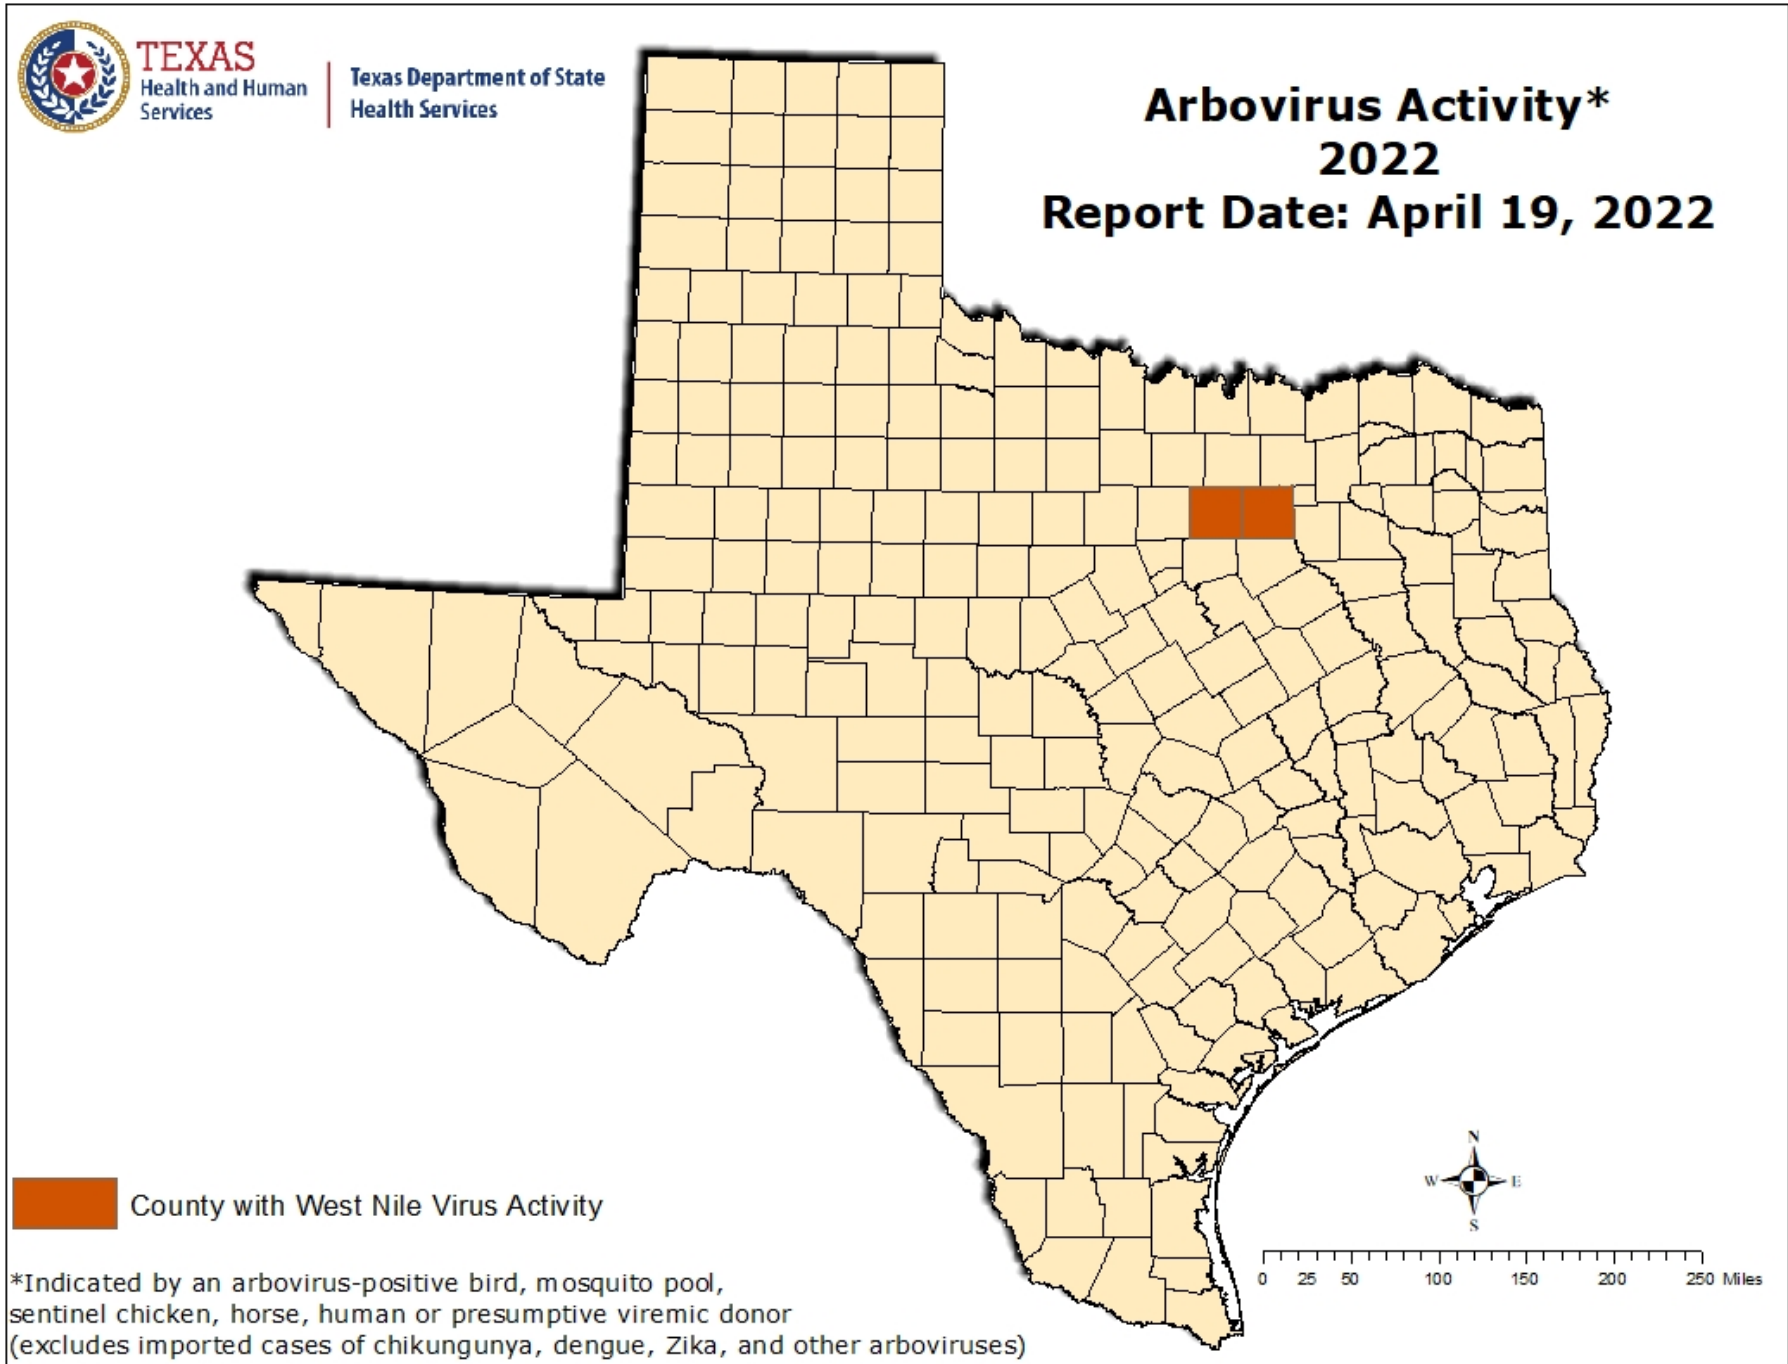 TEXAS
Health and Human
Services
Texas Department of State
Health Services
Arbovirus Activity*
2022
Report Date: April 19, 2022
County with West Nile Virus Activity
*Indicated by an arbovirus-positive bird, mosquito pool,
sentinel chicken, horse, human or presumptive viremic donor
(excludes imported cases of chikungunya, dengue, Zika, and other arboviruses)
N
W E
S
0 25 50 100 150 200 250 Miles